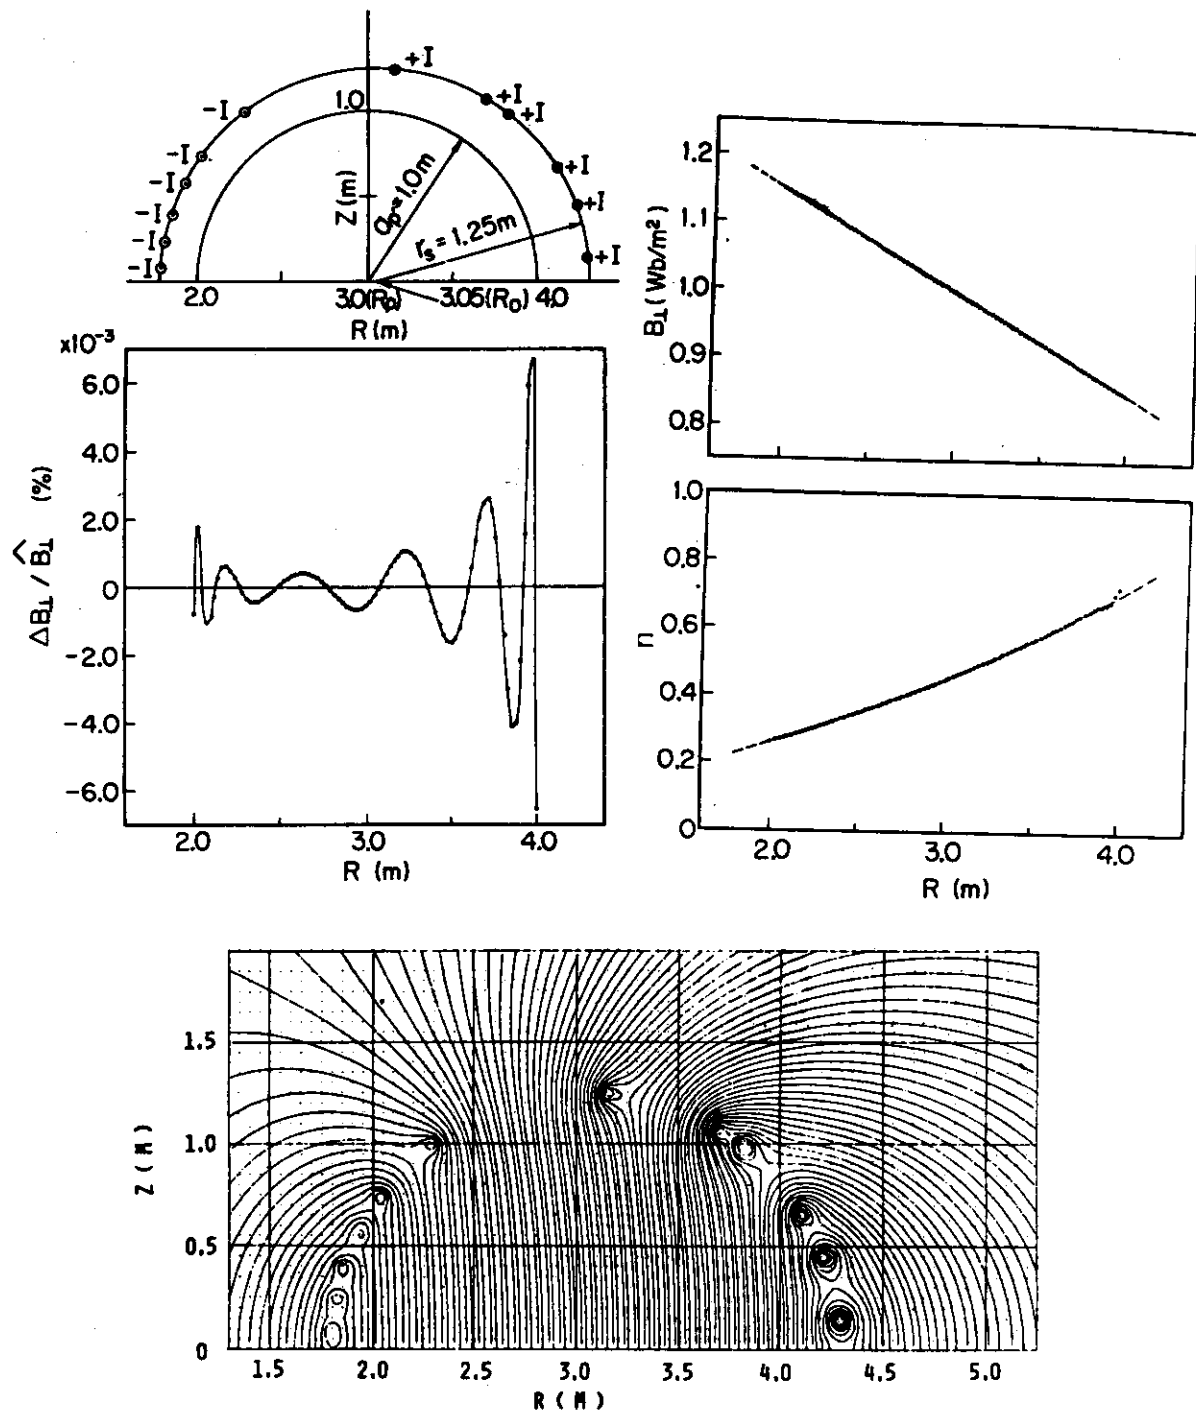 +I
-I +I
1.0 +I
-I +I
-I Z(m) aₚ=1.0m +I
-I rₛ=1.25m
-I +I
-I
2.0 3.0(Rₚ) 3.05(R₀) 4.0
R(m)
1.2
1.1
1.0
0.9
0.8
B⊥(Wb/m²)
x10⁻³
6.0
4.0
2.0
0
-2.0
-4.0
-6.0
ΔB⊥/B̂⊥ (%)
2.0 3.0 4.0
R (m)
1.0
0.8
0.6
0.4
0.2
0
n
2.0 3.0 4.0
R (m)
1.5
1.0
0.5
0
Z(M)
1.5 2.0 2.5 3.0 3.5 4.0 4.5 5.0
R(M)